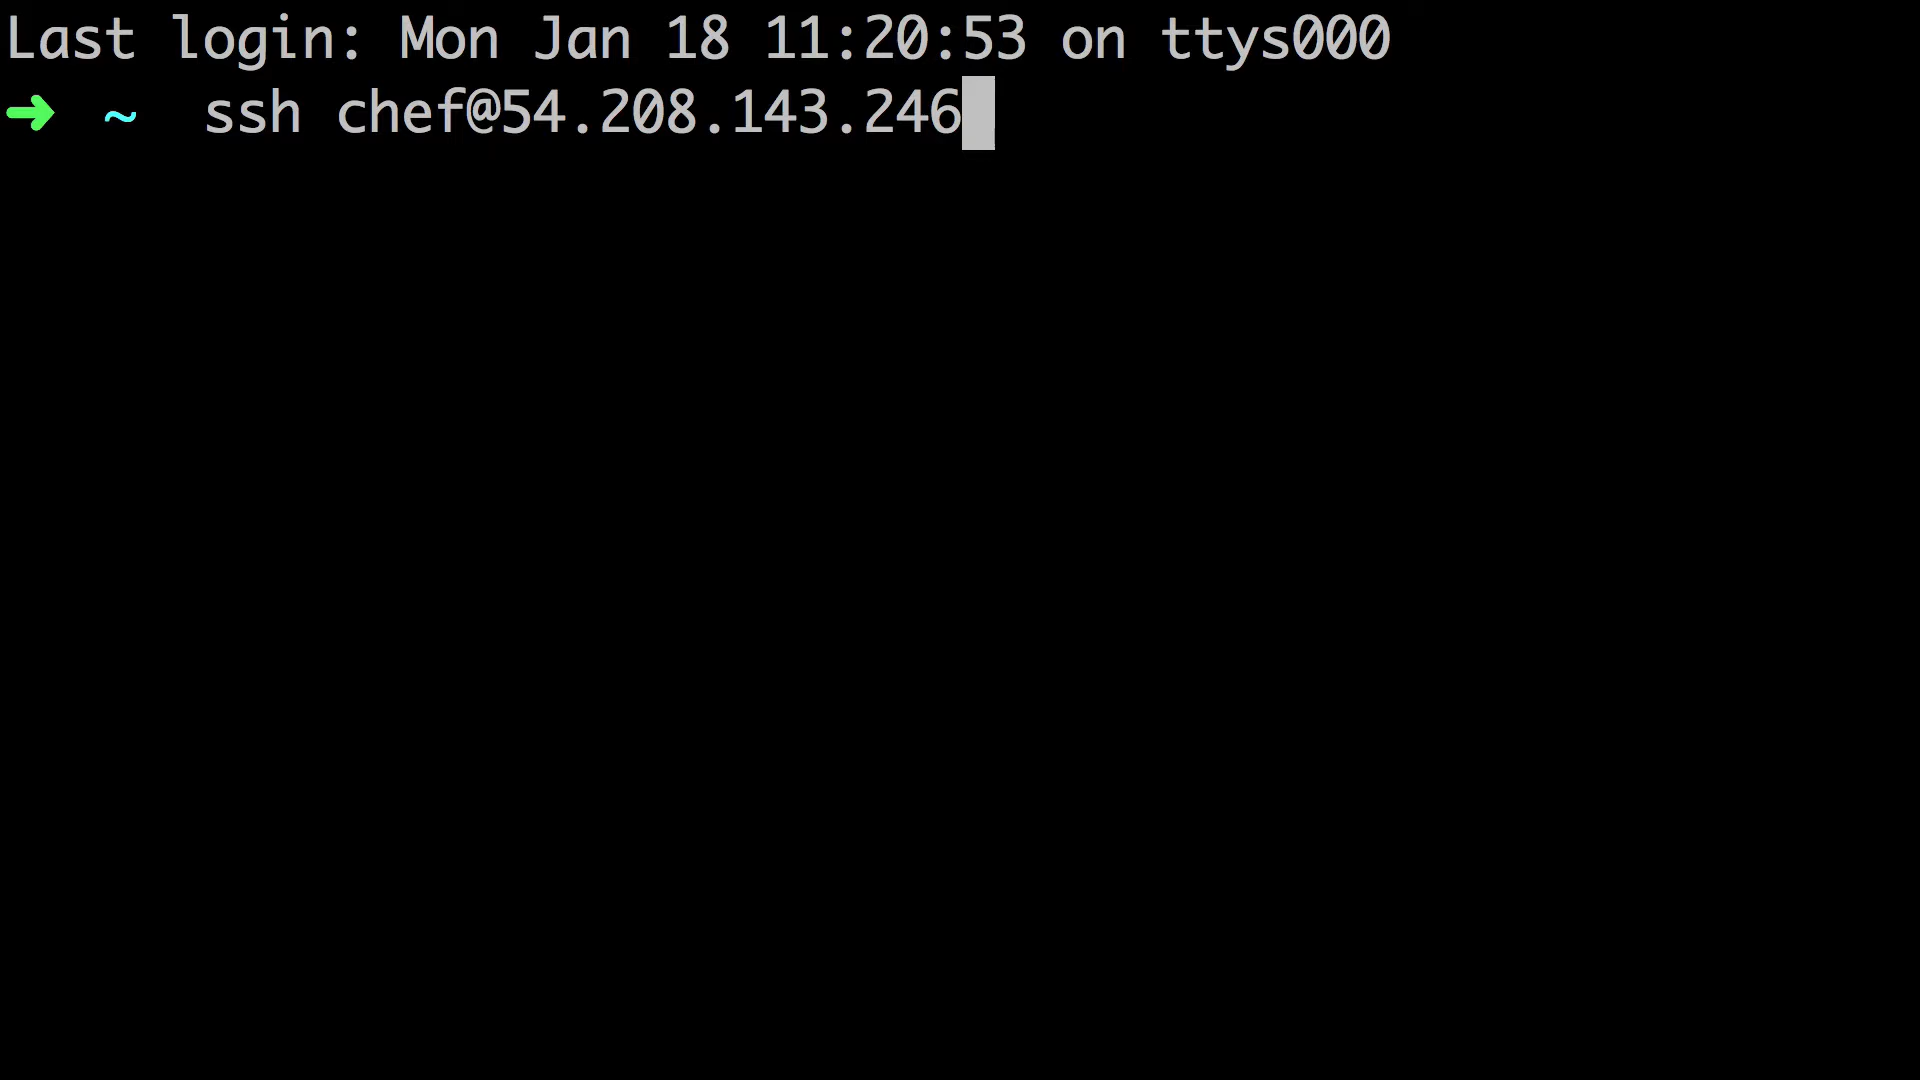 Last login: Mon Jan 18 11:20:53 on ttys000
➜ ~ ssh chef@54.208.143.246